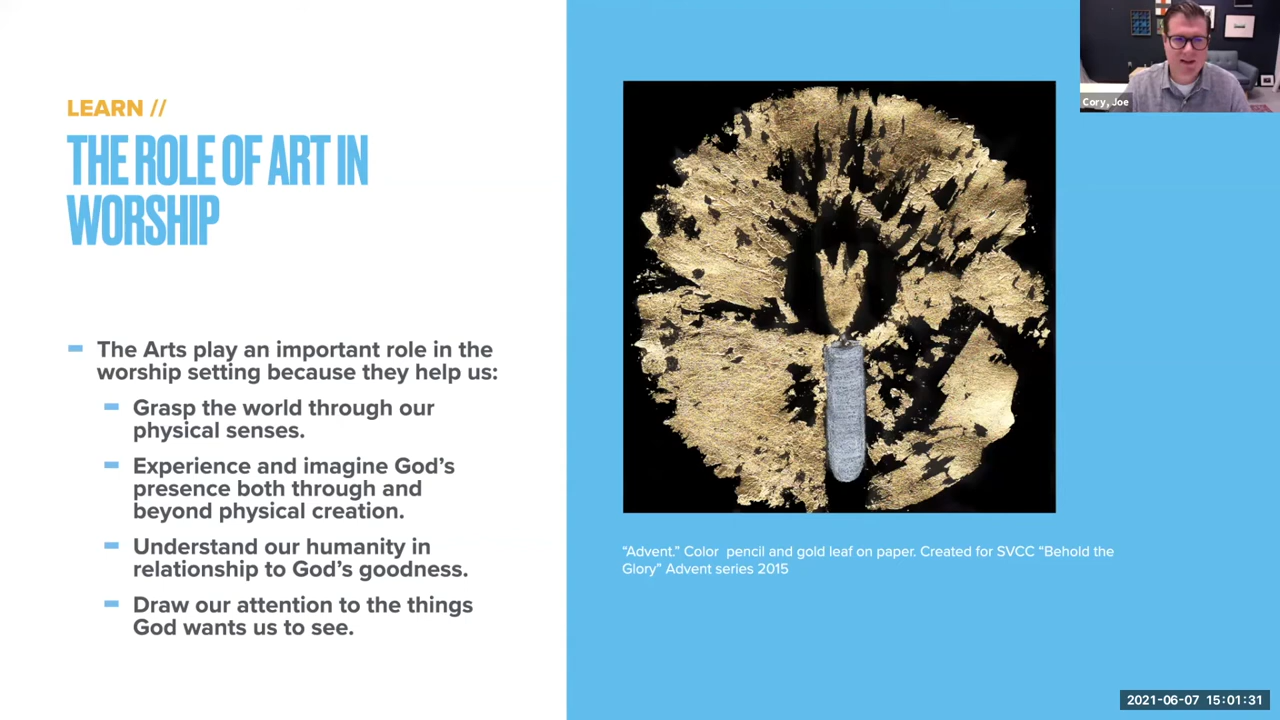 LEARN //
THE ROLE OF ART IN
WORSHIP
The Arts play an important role in the
worship setting because they help us:
Grasp the world through our
physical senses.
Experience and imagine God’s
presence both through and
beyond physical creation.
Understand our humanity in
relationship to God’s goodness.
Draw our attention to the things
God wants us to see.
“Advent.” Color pencil and gold leaf on paper. Created for SVCC “Behold the
Glory” Advent series 2015
Cory, Joe
2021-06-07 15:01:31